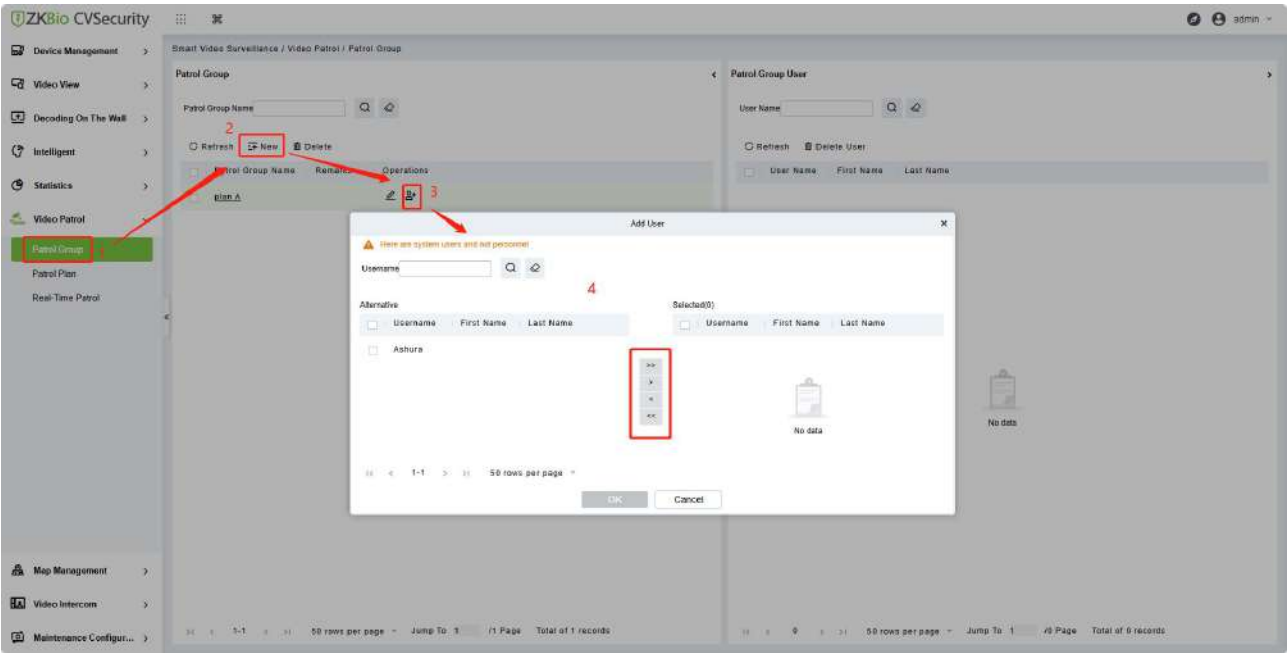 ZKBio CVSecurity
admin
Device Management
Video View
Decoding On The Wall
Intelligent
Statistics
Video Patrol
Patrol Group
1
Patrol Plan
Real-Time Patrol
Map Management
Video Intercom
Maintenance Configur...
Smart Video Surveillance / Video Patrol / Patrol Group
Patrol Group
Patrol Group Name
2
Refresh New Delete
Patrol Group Name Remarks Operations
plan A
3
Patrol Group User
User Name
Refresh Delete User
User Name First Name Last Name
No data
Add User
Here are system users and not personnel
Username
4
Alternative
Username First Name Last Name
Ashura
>>
>
<
<<
Selected(0)
Username First Name Last Name
No data
1-1 50 rows per page
OK Cancel
1-1 50 rows per page Jump To 1 /1 Page Total of 1 records
0 50 rows per page Jump To 1 /0 Page Total of 0 records